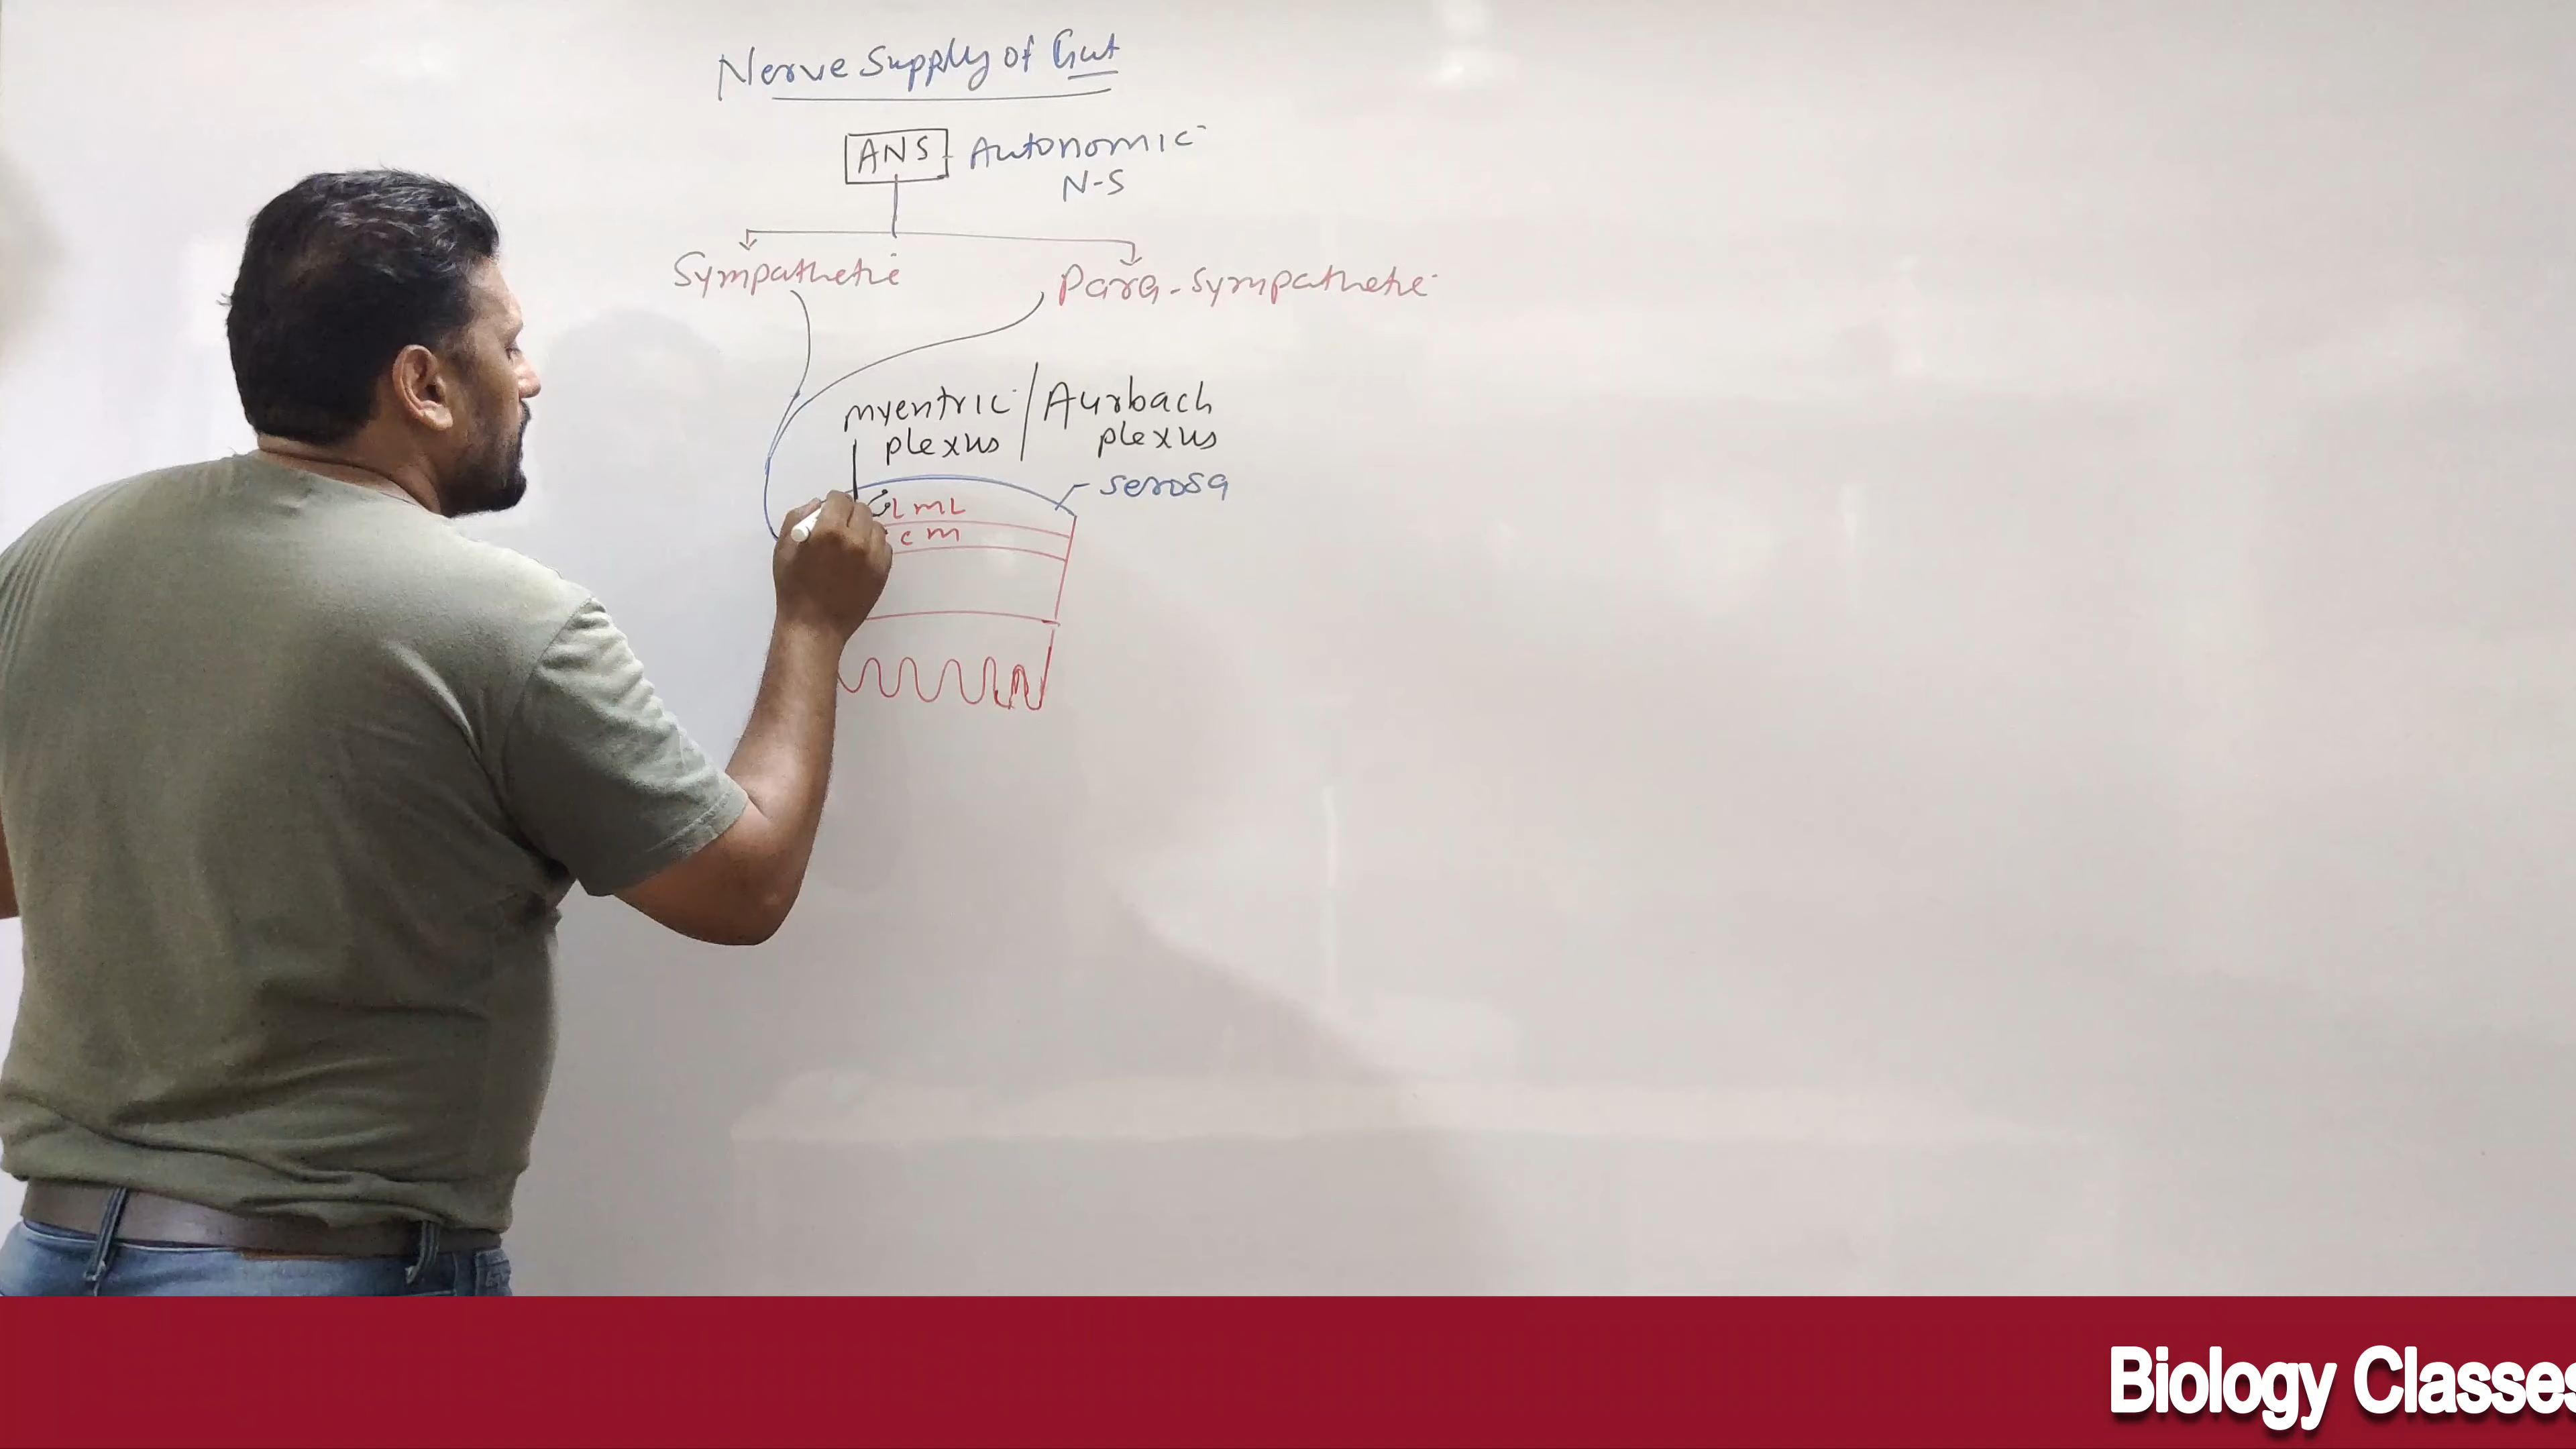 Nerve Supply of Gut
ANS Autonomic
N-S
Sympathetic
Para-sympathetic
myentric / Aurbach
plexus plexus
serosa
LML
cm
Biology Classes